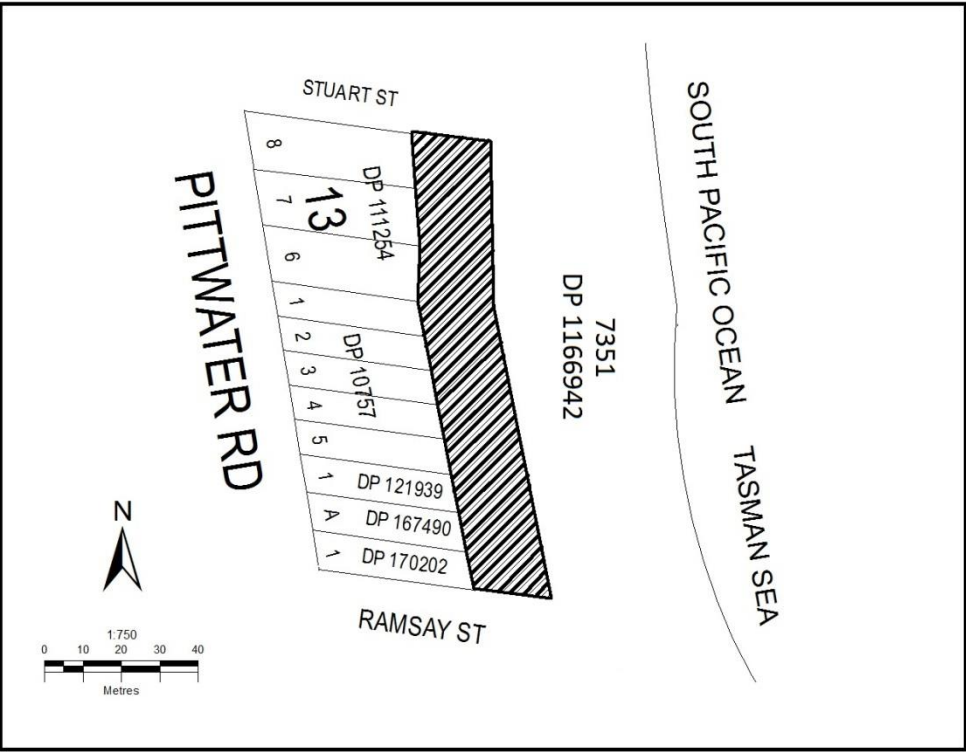 STUART ST
8
DP 111254
7
13
6
PITTWATER RD
1
2
DP 10757
3
4
5
1 DP 121939
A DP 167490
1 DP 170202
RAMSAY ST
7351
DP 1166942
SOUTH PACIFIC OCEAN TASMAN SEA
N
1:750
0 10 20 30 40
Metres